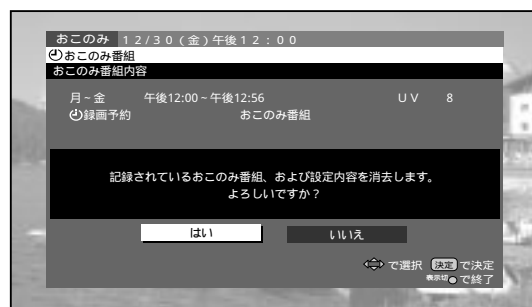 おこのみ 12/30(金)午後12:00
おこのみ番組
おこのみ番組内容
月~金 午後12:00~午後12:56 UV 8
録画予約 おこのみ番組
記録されているおこのみ番組、および設定内容を消去します。
よろしいですか?
はい いいえ
で選択 決定 で決定
表示切 で終了